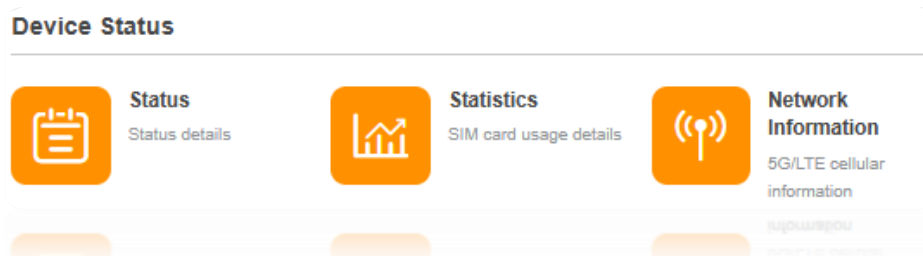 Device Status
Status
Status details
Statistics
SIM card usage details
Network
Information
5G/LTE cellular
information